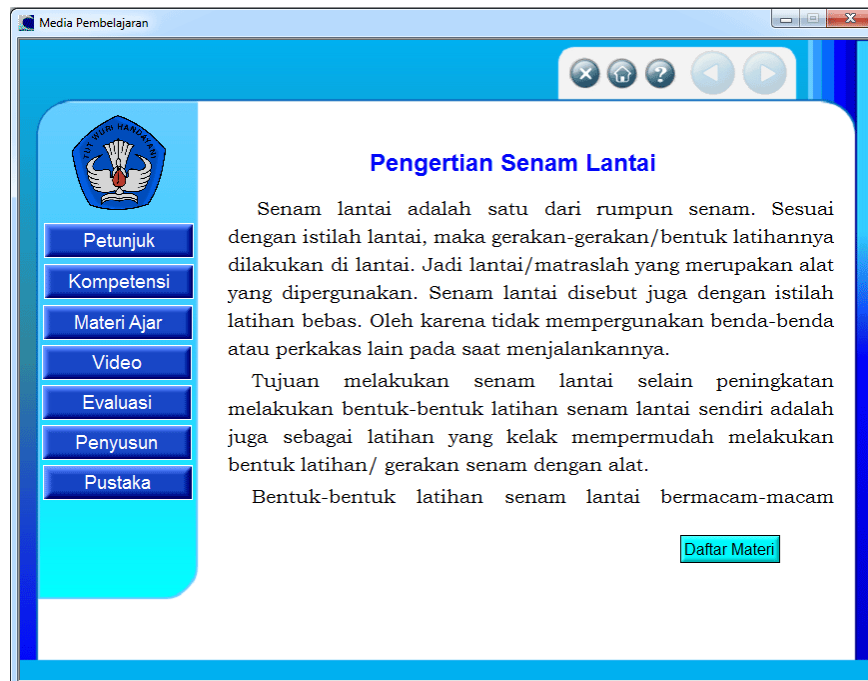 Media Pembelajaran
TUT WURI HANDAYANI
Petunjuk
Kompetensi
Materi Ajar
Video
Evaluasi
Penyusun
Pustaka
Pengertian Senam Lantai
Senam lantai adalah satu dari rumpun senam. Sesuai
dengan istilah lantai, maka gerakan-gerakan/bentuk latihannya
dilakukan di lantai. Jadi lantai/matraslah yang merupakan alat
yang dipergunakan. Senam lantai disebut juga dengan istilah
latihan bebas. Oleh karena tidak mempergunakan benda-benda
atau perkakas lain pada saat menjalankannya.
Tujuan melakukan senam lantai selain peningkatan
melakukan bentuk-bentuk latihan senam lantai sendiri adalah
juga sebagai latihan yang kelak mempermudah melakukan
bentuk latihan/ gerakan senam dengan alat.
Bentuk-bentuk latihan senam lantai bermacam-macam
Daftar Materi